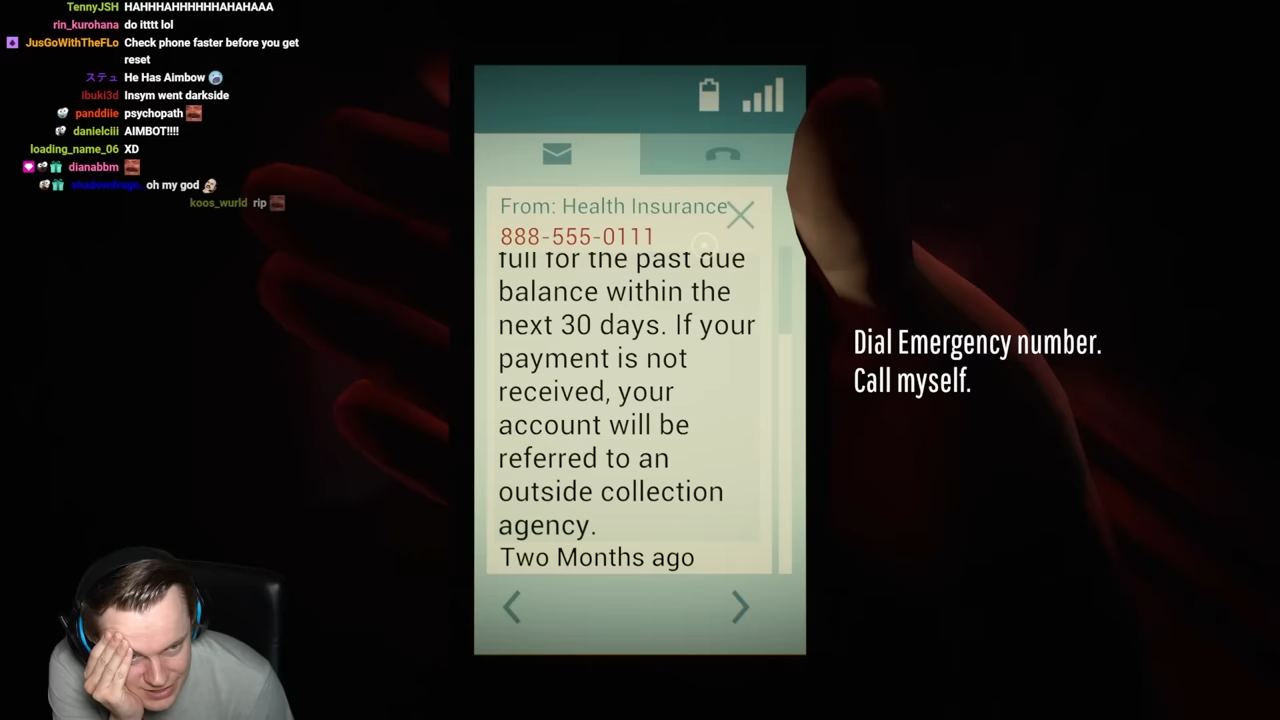 TennyJSH HAHHHAHHHHHHAHAHAAA
rin_kurohana do itttt lol
JusGoWithTheFLo Check phone faster before you get
reset
ステュ He Has Aimbow
ibuki3d Insym went darkside
panddile psychopath
danielciii AIMBOT!!!!
loading_name_06 XD
dianabbm
oh my god
koos_wurld rip
From: Health Insurance
888-555-0111
full for the past due
balance within the
next 30 days. If your
payment is not
received, your
account will be
referred to an
outside collection
agency.
Two Months ago
Dial Emergency number.
Call myself.